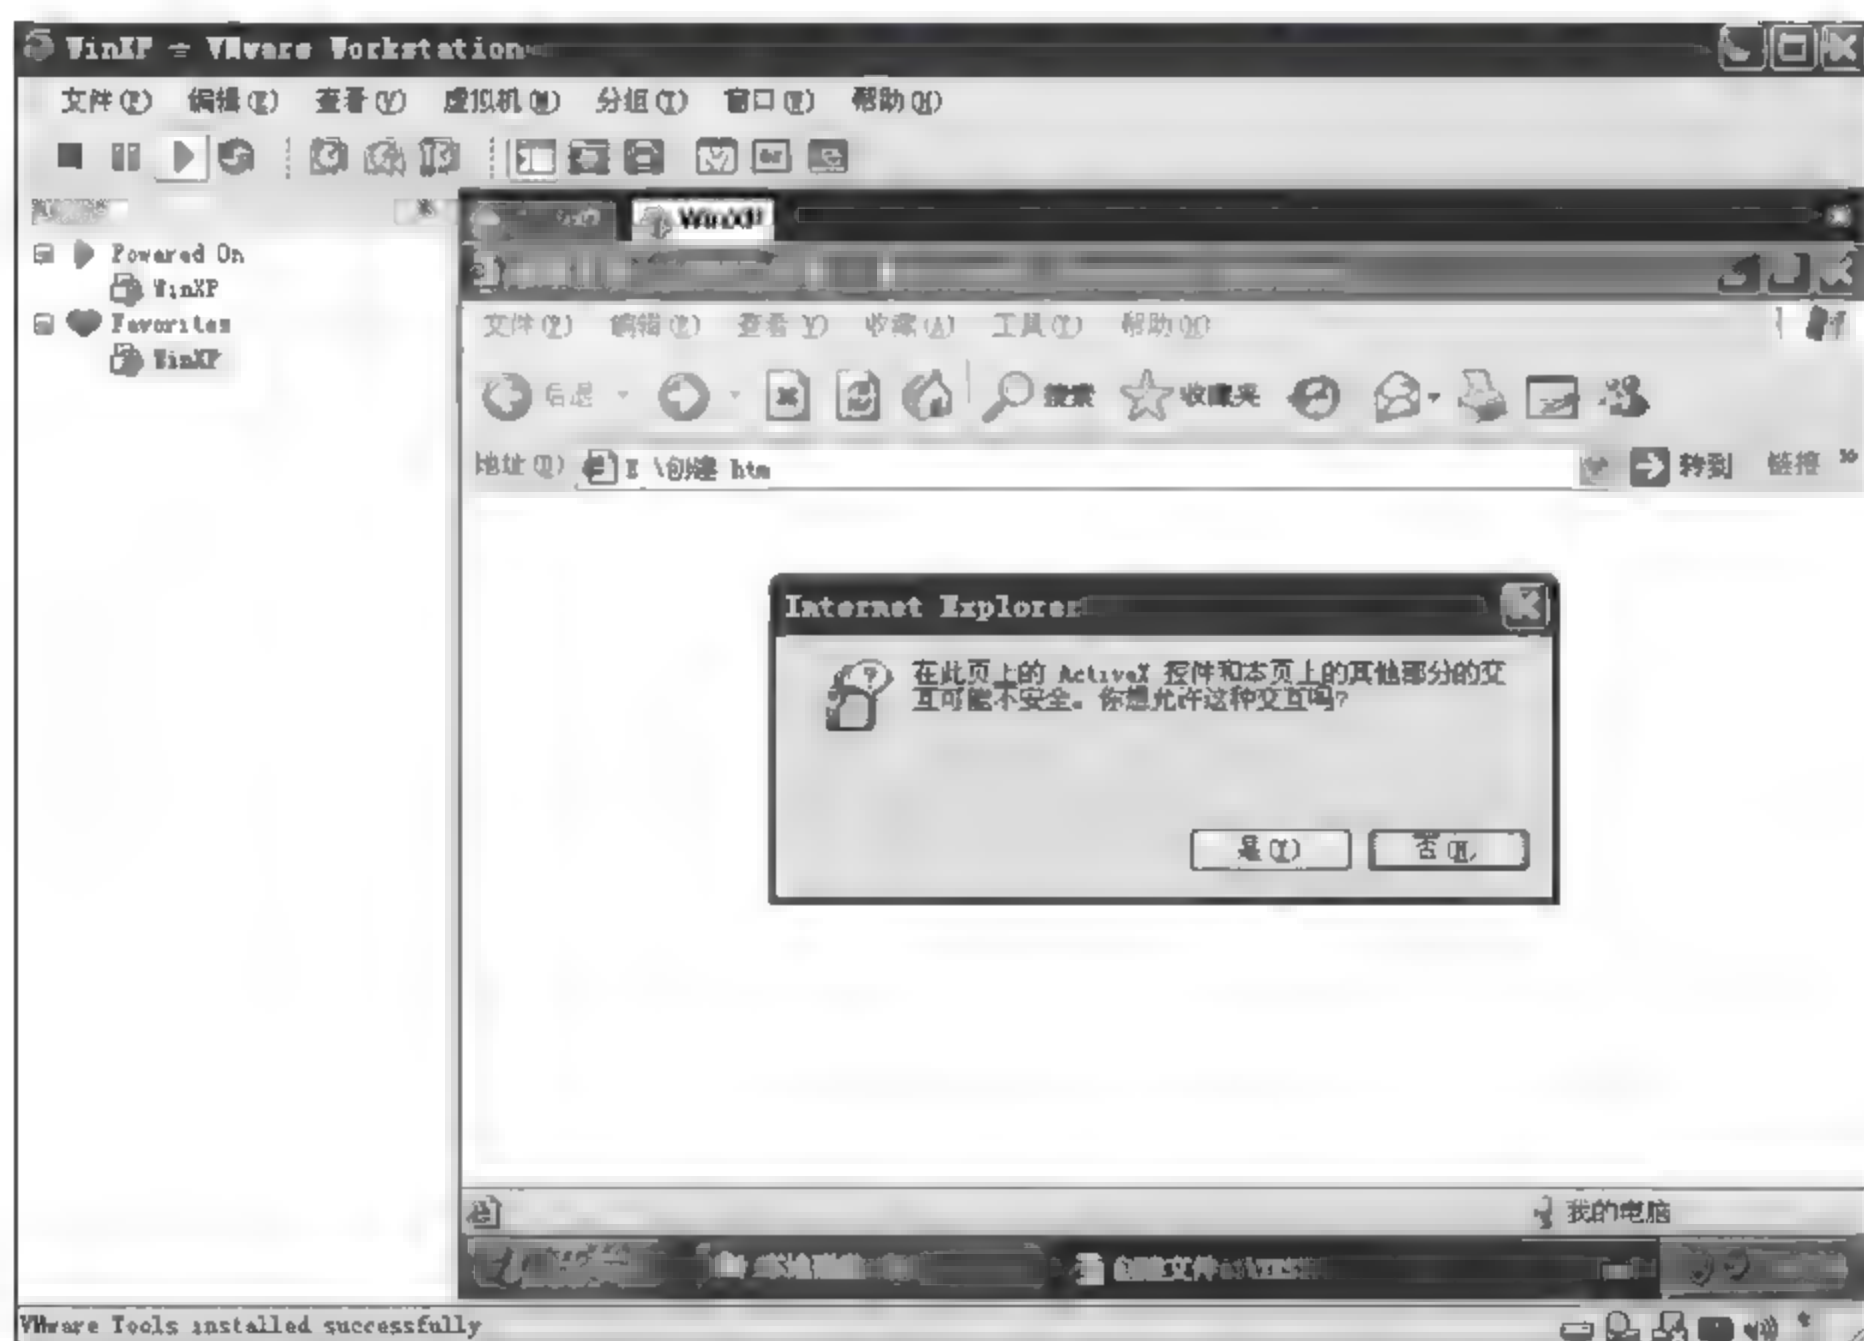 WinXP - VMware Workstation
文件(F) 编辑(E) 查看(V) 虚拟机(M) 分组(T) 窗口(W) 帮助(H)
WinXP
Powered On
WinXP
Favorites
WinXP
文件(F) 编辑(E) 查看(V) 收藏(A) 工具(T) 帮助(H)
后退 搜索 收藏夹
地址(D) E \创建 htm 转到 链接 »
Internet Explorer
在此页上的 ActiveX 控件和本页上的其他部分的交
互可能不安全。你想允许这种交互吗?
是(Y) 否(N)
我的电脑
VMware Tools installed successfully